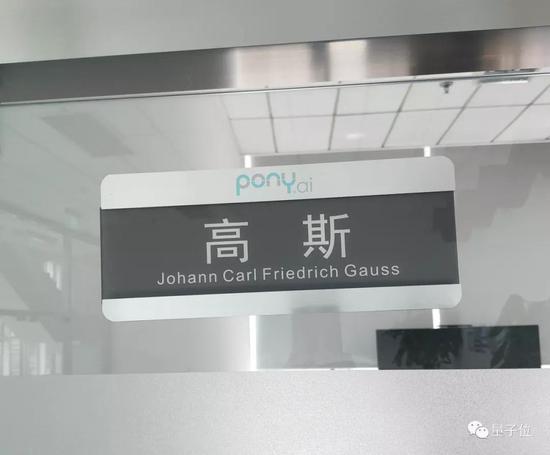 pony.ai
高斯
Johann Carl Friedrich Gauss
量子位